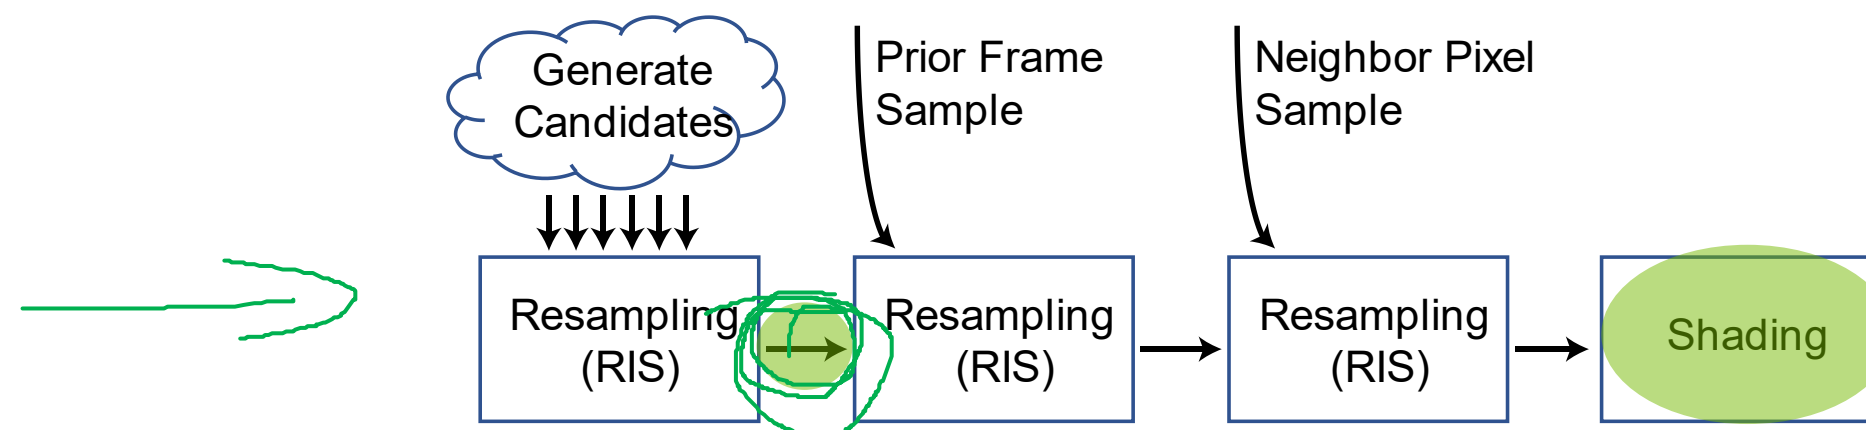 Generate
Candidates
Prior Frame
Sample
Neighbor Pixel
Sample
Resampling
(RIS)
Resampling
(RIS)
Resampling
(RIS)
Shading